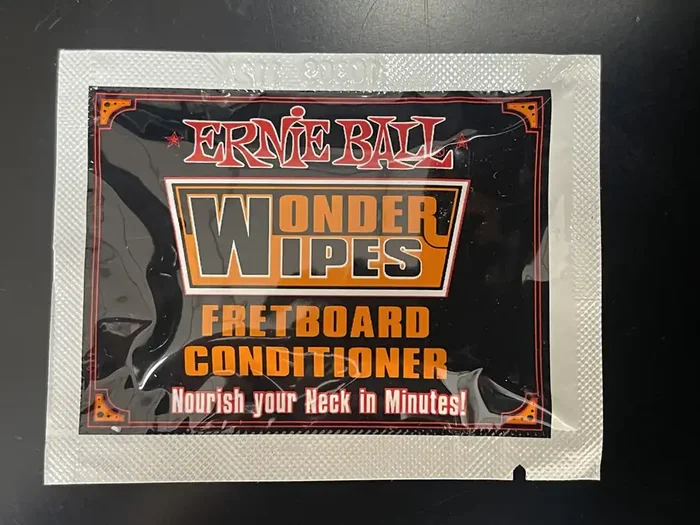 ERNIE BALL
WONDER
WIPES
FRETBOARD
CONDITIONER
Nourish your Neck in Minutes!